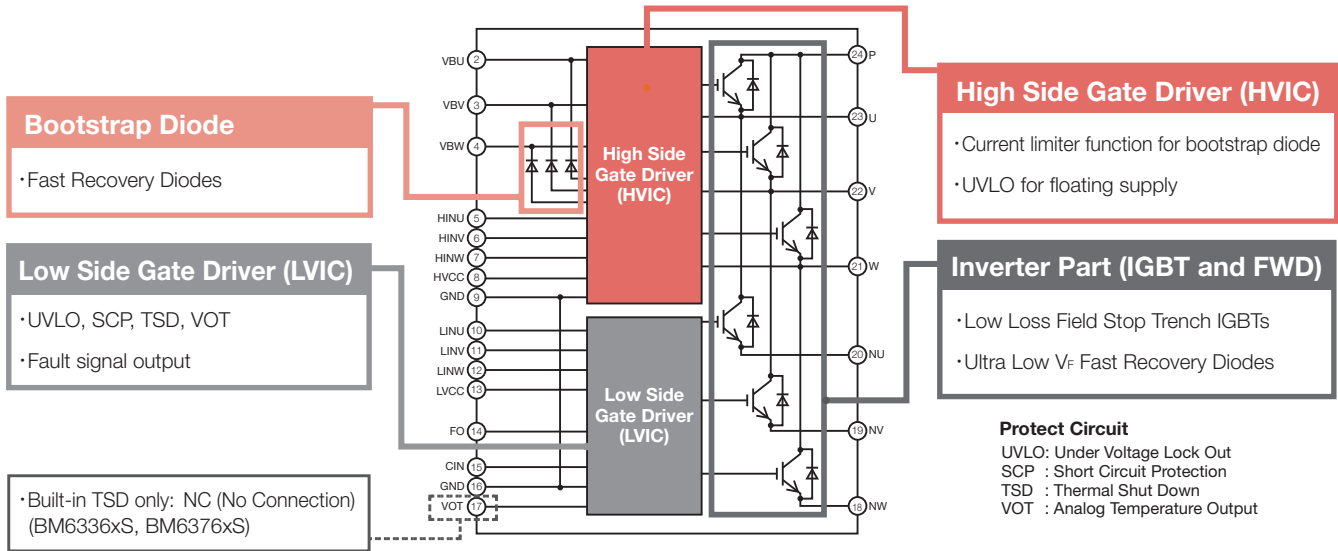 Bootstrap Diode
・Fast Recovery Diodes
Low Side Gate Driver (LVIC)
・UVLO, SCP, TSD, VOT
・Fault signal output
・Built-in TSD only: NC (No Connection)
(BM6336xS, BM6376xS)
VBU 2
VBV 3
VBW 4
HINU 5
HINV 6
HINW 7
HVCC 8
GND 9
LINU 10
LINV 11
LINW 12
LVCC 13
FO 14
CIN 15
GND 16
VOT 17
High Side
Gate Driver
(HVIC)
Low Side
Gate Driver
(LVIC)
24 P
23 U
22 V
21 W
20 NU
19 NV
18 NW
High Side Gate Driver (HVIC)
・Current limiter function for bootstrap diode
・UVLO for floating supply
Inverter Part (IGBT and FWD)
・Low Loss Field Stop Trench IGBTs
・Ultra Low VF Fast Recovery Diodes
Protect Circuit
UVLO: Under Voltage Lock Out
SCP : Short Circuit Protection
TSD : Thermal Shut Down
VOT : Analog Temperature Output